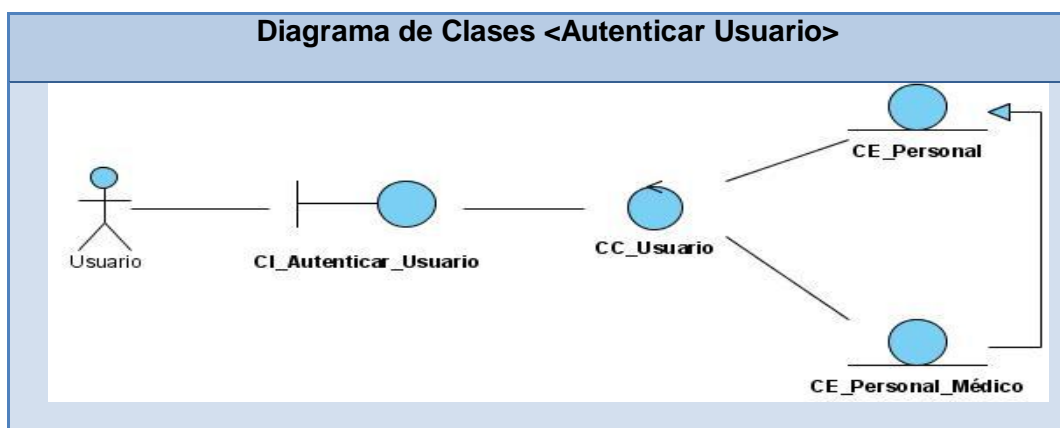 Diagrama de Clases <Autenticar Usuario>
CE_Personal
CC_Usuario
Usuario
CI_Autenticar_Usuario
CE_Personal_Médico